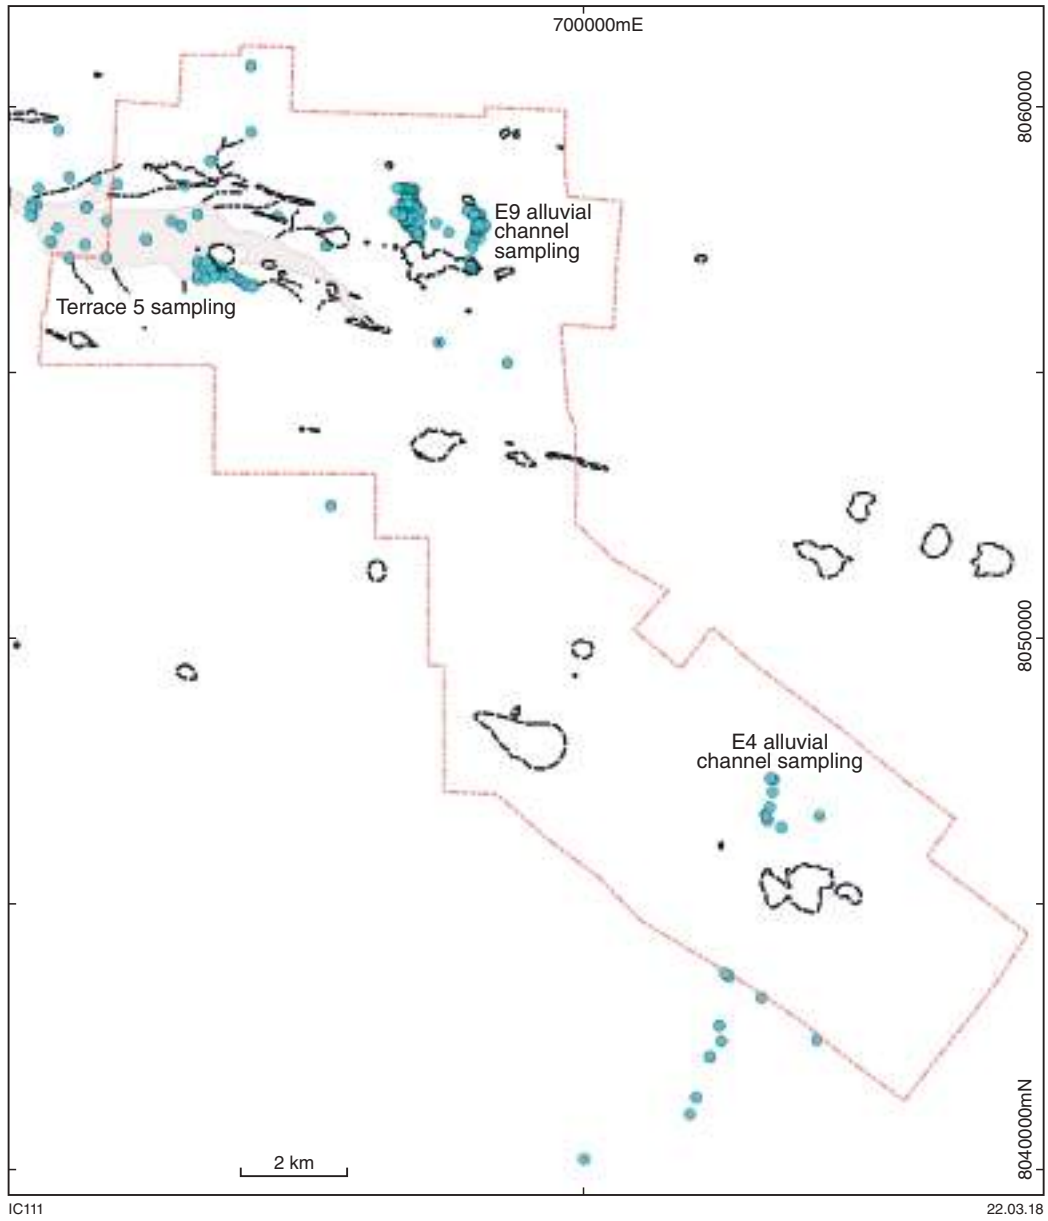 700000mE
8060000
E9 alluvial
channel
sampling
Terrace 5 sampling
8050000
E4 alluvial
channel sampling
8040000mN
2 km
IC111
22.03.18